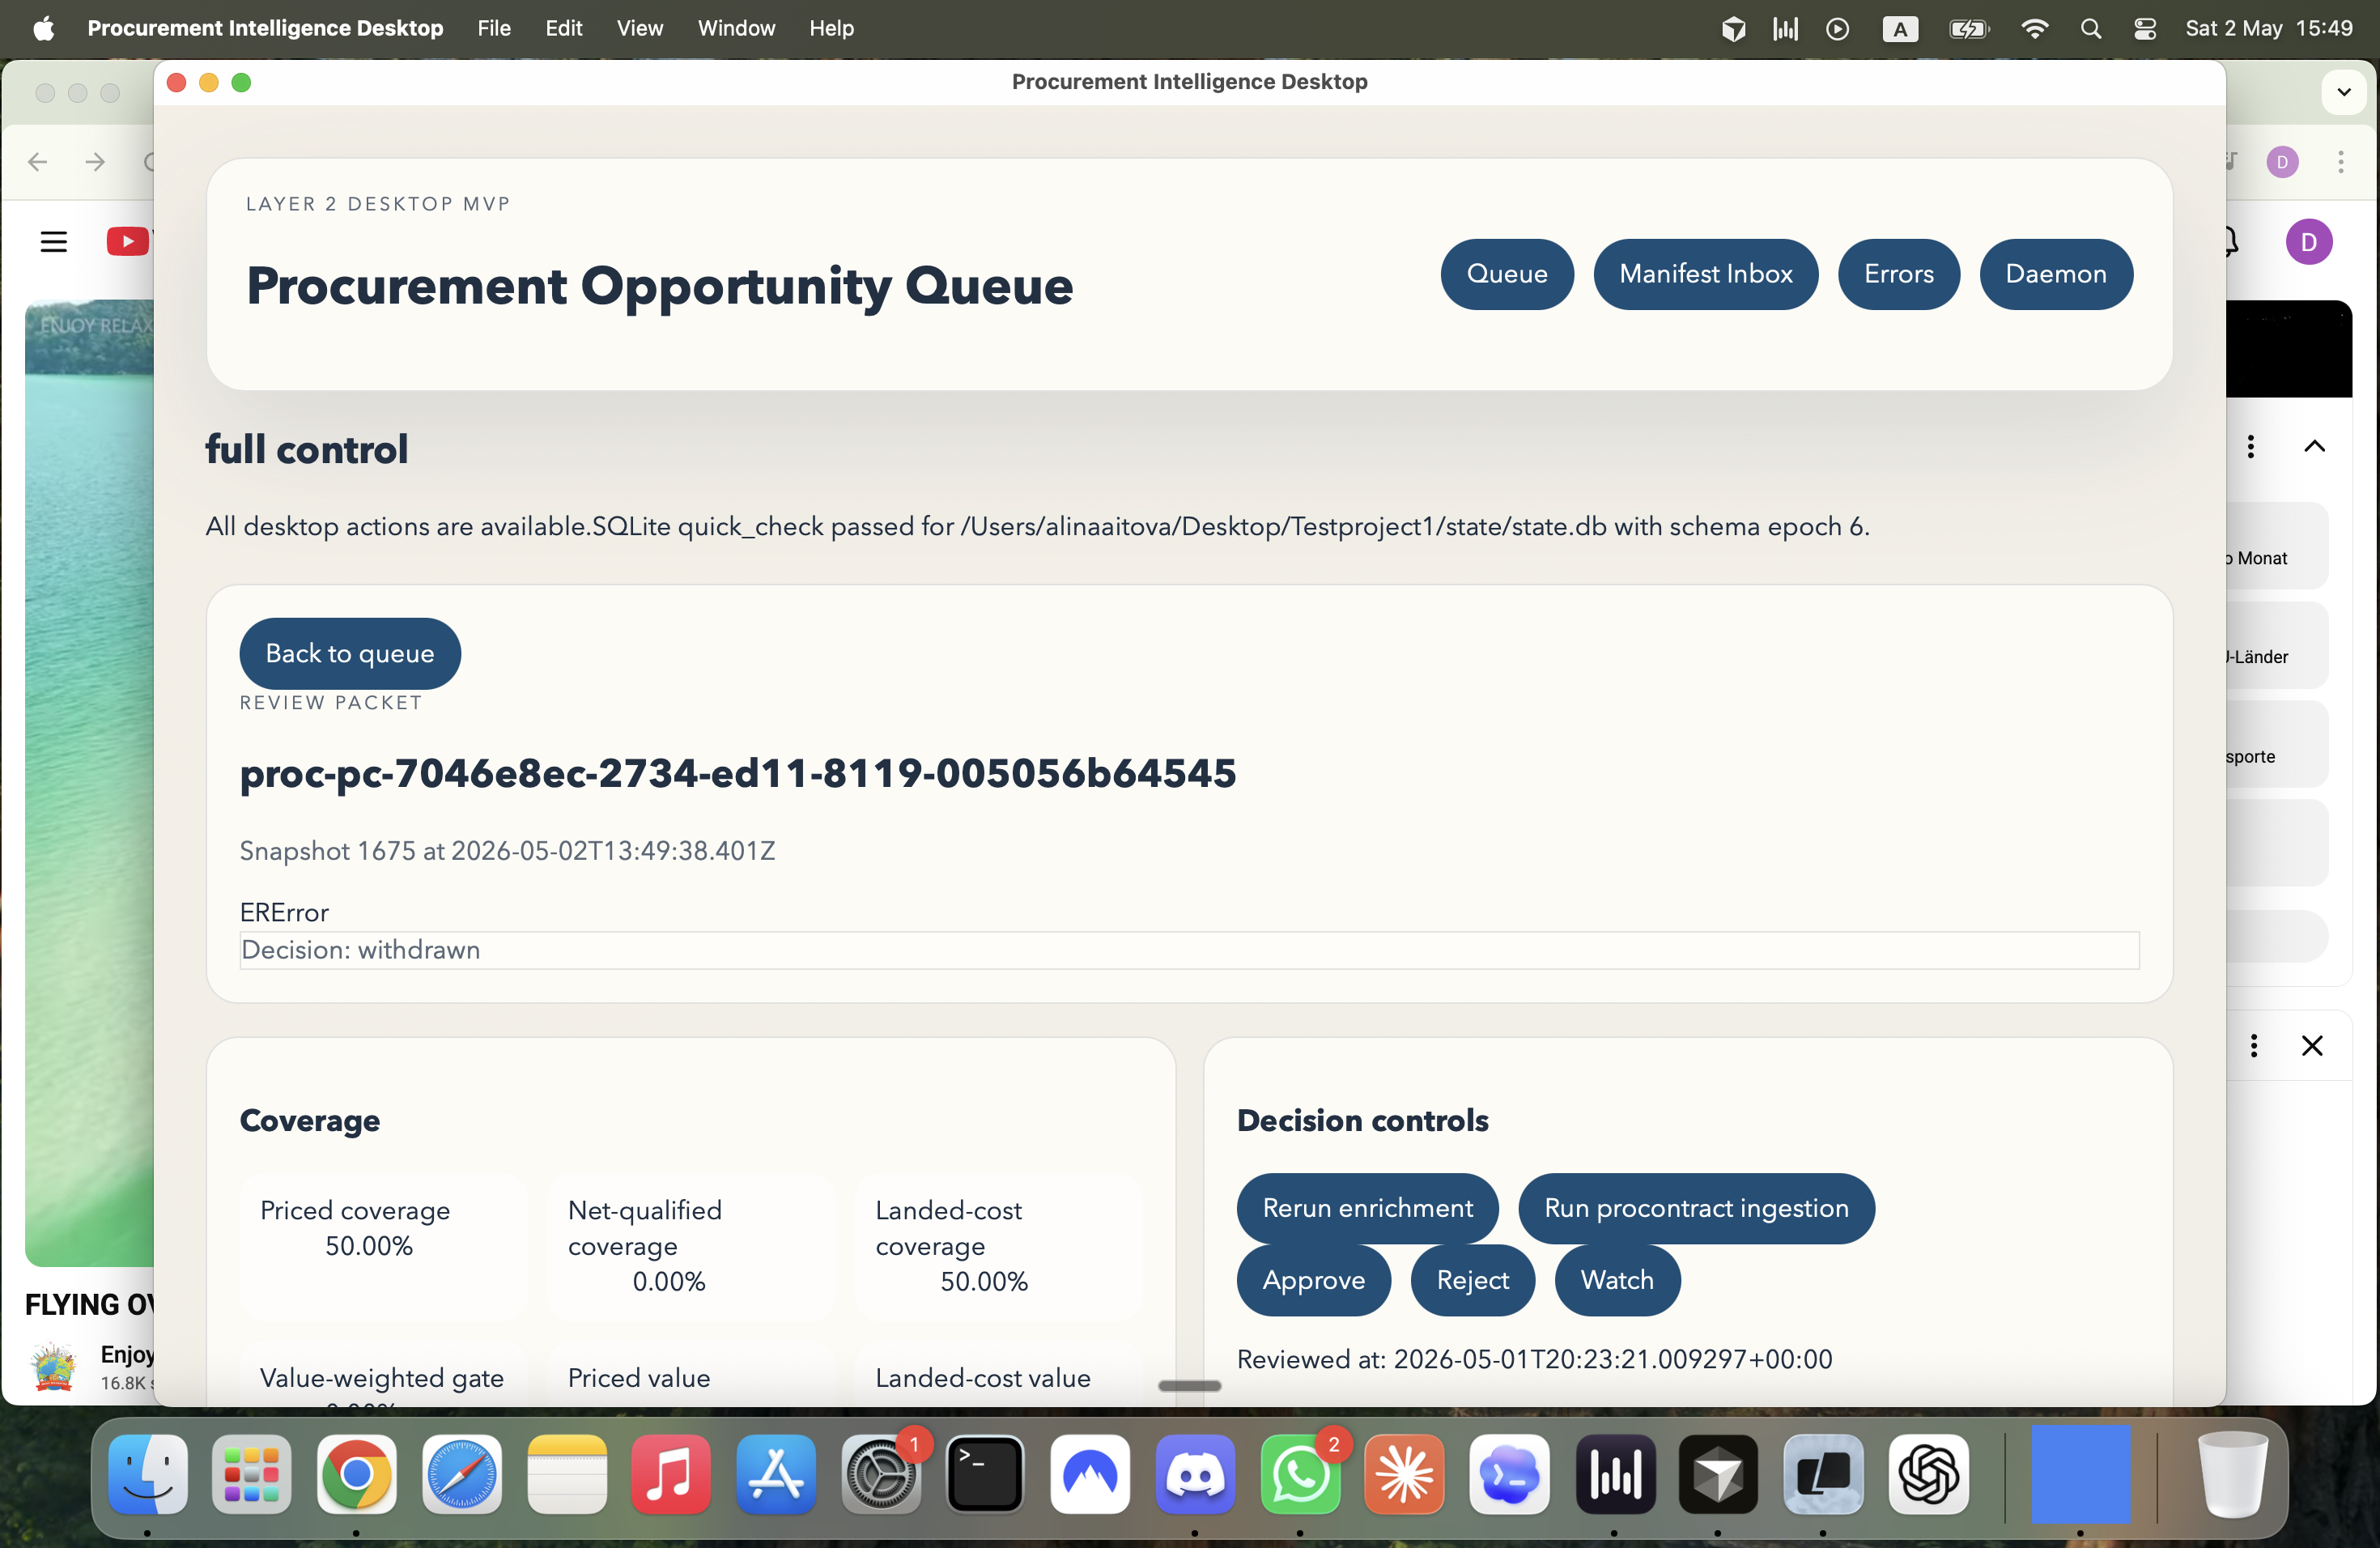 Procurement Intelligence Desktop File Edit View Window Help
A
Sat 2 May 15:49
Procurement Intelligence Desktop
D
LAYER 2 DESKTOP MVP
Procurement Opportunity Queue
Queue
Manifest Inbox
Errors
Daemon
D
ENJOY RELAX
full control
All desktop actions are available.SQLite quick_check passed for /Users/alinaaitova/Desktop/Testproject1/state/state.db with schema epoch 6.
Monat
Back to queue
-Länder
REVIEW PACKET
sporte
proc-pc-7046e8ec-2734-ed11-8119-005056b64545
Snapshot 1675 at 2026-05-02T13:49:38.401Z
ERError
Decision: withdrawn
Coverage
Priced coverage
50.00%
Net-qualified
coverage
0.00%
Landed-cost
coverage
50.00%
Value-weighted gate
Priced value
Landed-cost value
Decision controls
Rerun enrichment
Run procontract ingestion
Approve
Reject
Watch
Reviewed at: 2026-05-01T20:23:21.009297+00:00
FLYING OV
Enjoy
16.8K s
1
2